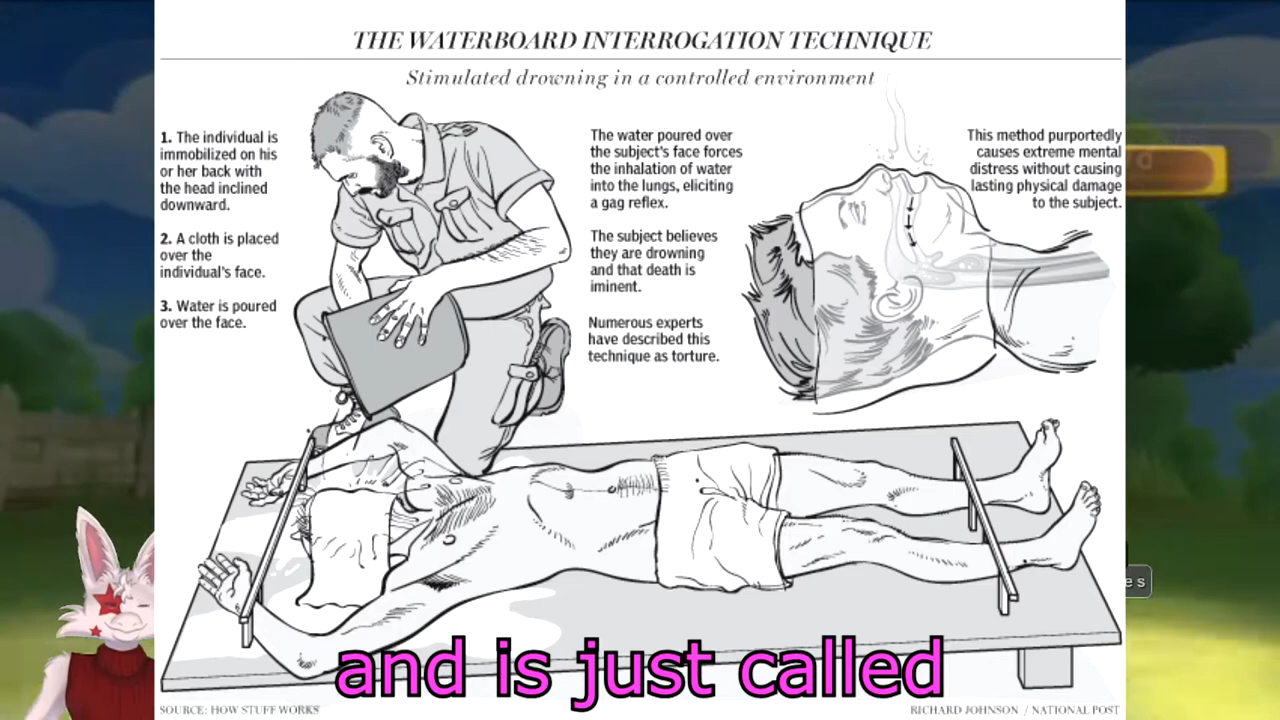 THE WATERBOARD INTERROGATION TECHNIQUE
Stimulated drowning in a controlled environment
1. The individual is
immobilized on his
or her back with
the head inclined
downward.
2. A cloth is placed
over the
individual's face.
3. Water is poured
over the face.
The water poured over
the subject's face forces
the inhalation of water
into the lungs, eliciting
a gag reflex.
The subject believes
they are drowning
and that death is
iminent.
Numerous experts
have described this
technique as torture.
This method purportedly
causes extreme mental
distress without causing
lasting physical damage
to the subject.
and is just called
SOURCE: HOW STUFF WORKS
RICHARD JOHNSON / NATIONAL POST